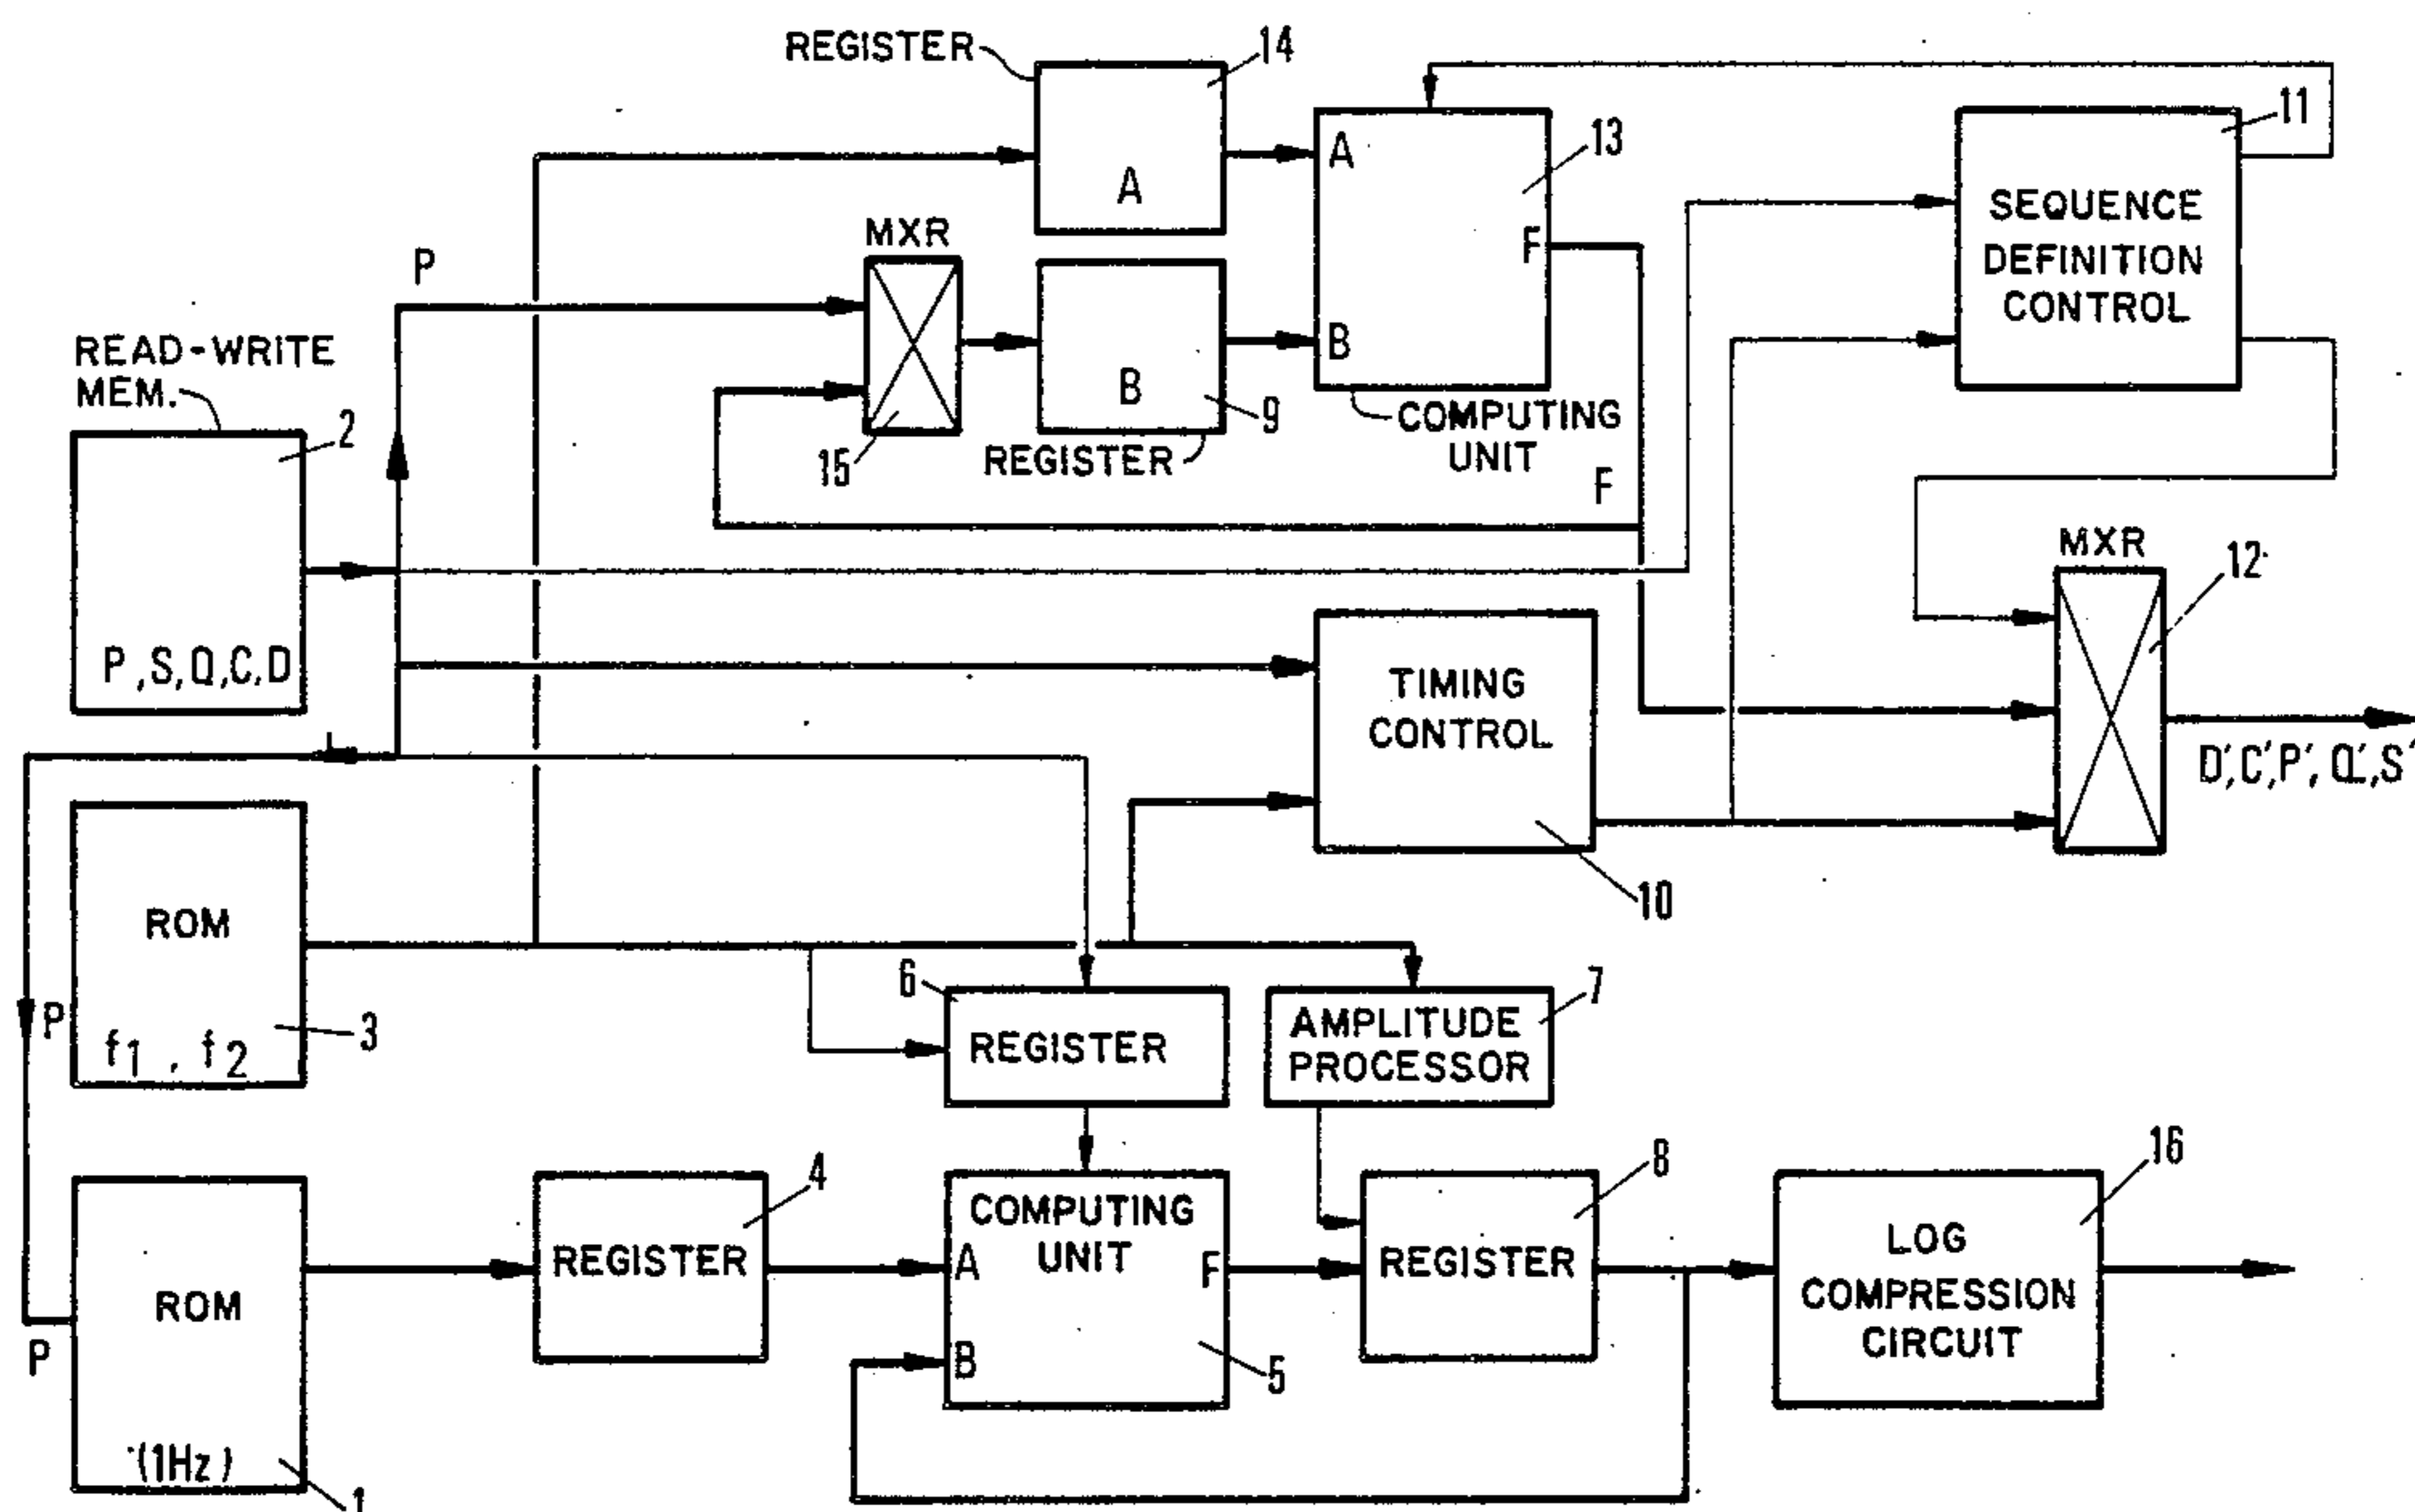 REGISTER
14
A
A
13
F
B
COMPUTING
UNIT
11
SEQUENCE
DEFINITION
CONTROL
P
MXR
15
B
9
REGISTER
F
READ-WRITE
MEM.
2
P,S,Q,C,D
TIMING
CONTROL
10
MXR
12
D',C',P',Q',S'
ROM
f1, f2
3
P
6
REGISTER
AMPLITUDE
PROCESSOR
7
P
ROM
(1Hz)
1
REGISTER
4
COMPUTING
UNIT
A
F
B
5
REGISTER
8
LOG
COMPRESSION
CIRCUIT
16